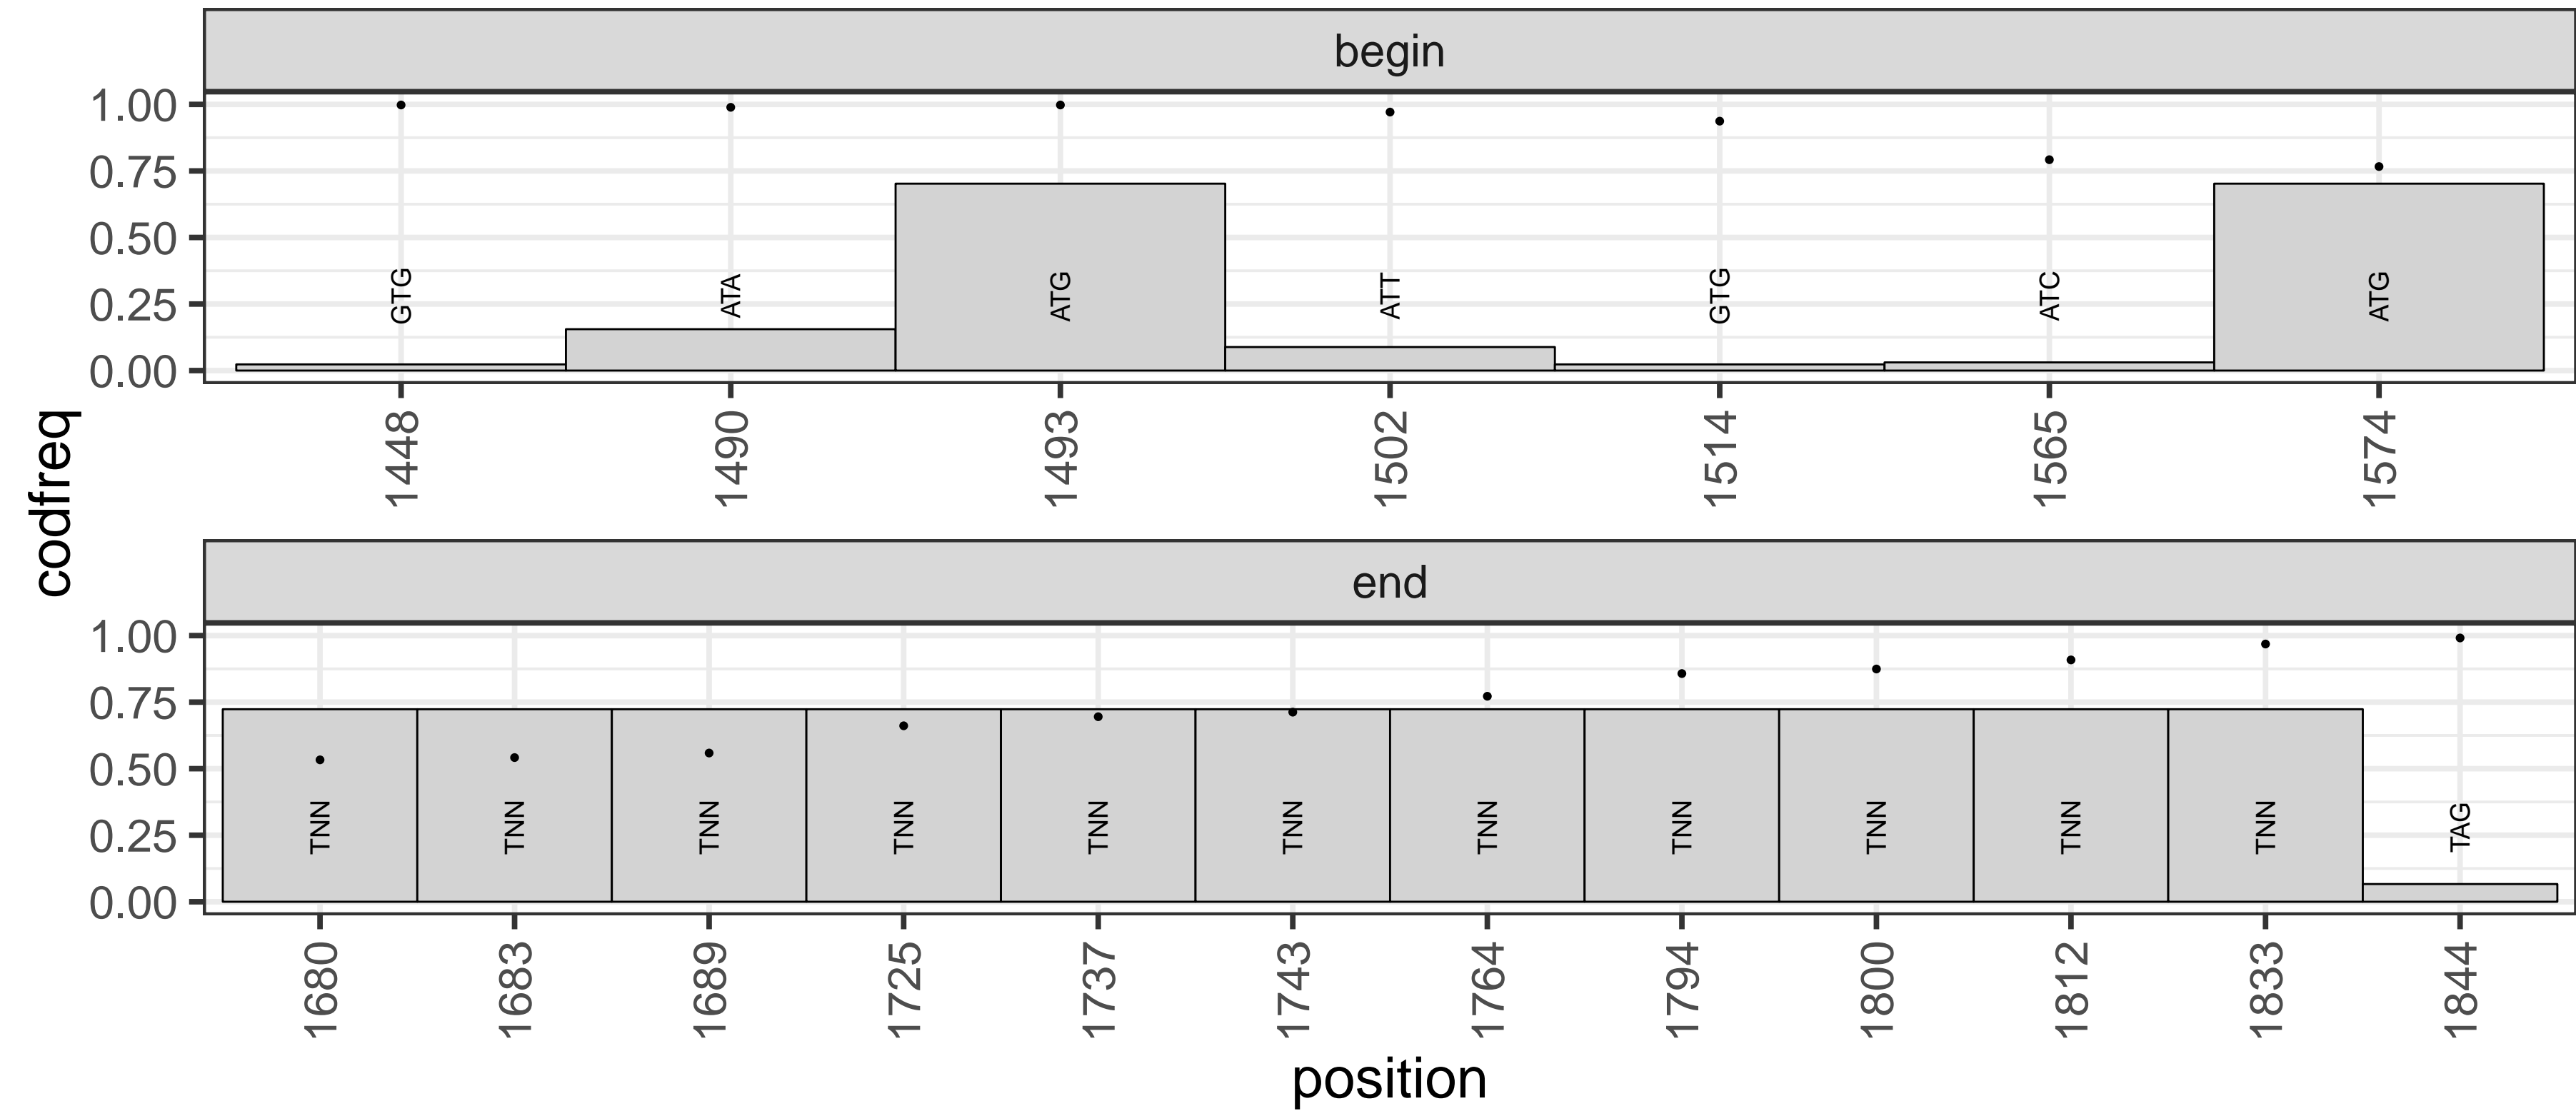 begin
1.00
0.75
0.50
0.25
0.00
GTG ATA ATG ATT GTG ATC ATG
1448 1490 1493 1502 1514 1565 1574
codfreq
end
1.00
0.75
0.50
0.25
0.00
TNN TNN TNN TNN TNN TNN TNN TNN TNN TNN TNN TAG
1680 1683 1689 1725 1737 1743 1764 1794 1800 1812 1833 1844
position